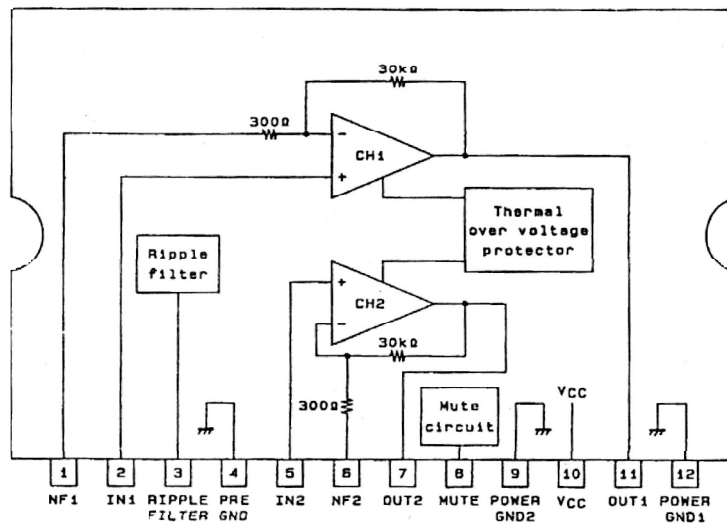 30kΩ
300Ω
-
CH1
+
Thermal
over voltage
protector
Ripple
filter
+
CH2
-
30kΩ
300Ω
Mute
circuit
VCC
1 2 3 4 5 6 7 8 9 10 11 12
NF1 IN1 RIPPLE FILTER PRE GND IN2 NF2 OUT2 MUTE POWER GND2 VCC OUT1 POWER GND1